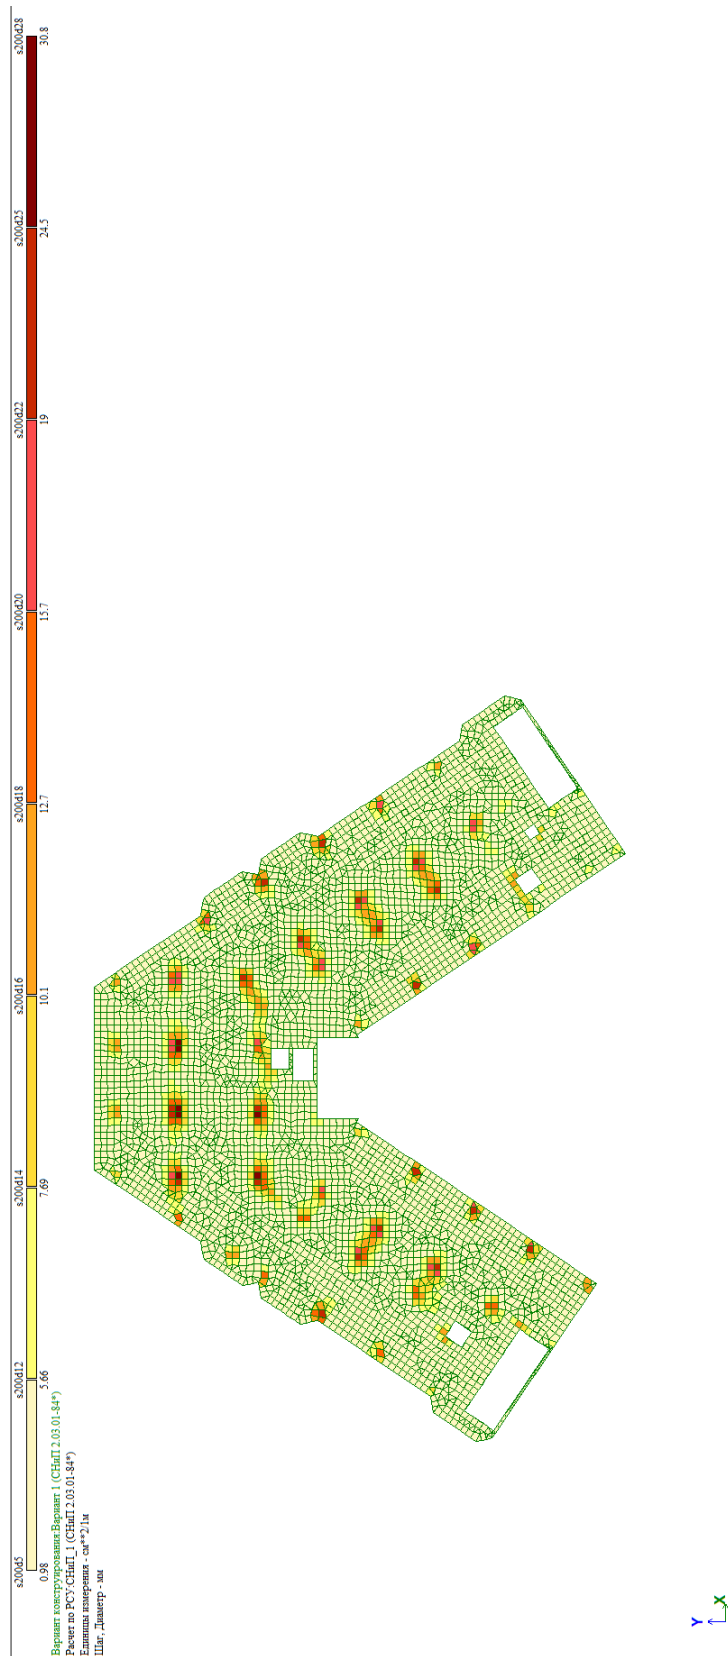 s200d5 s200d12 s200d14 s200d16 s200d18 s200d20 s200d22 s200d25 s200d28
0.98 5.66 7.69 10.1 12.7 15.7 19 24.5 30.8
Вариант конструирования:Вариант 1 (СНиП 2.03.01-84*)
Расчет по РСУ:СНиП_1 (СНиП 2.03.01-84*)
Единицы измерения - см**2/1м
Шаг, Диаметр - мм
Y
X